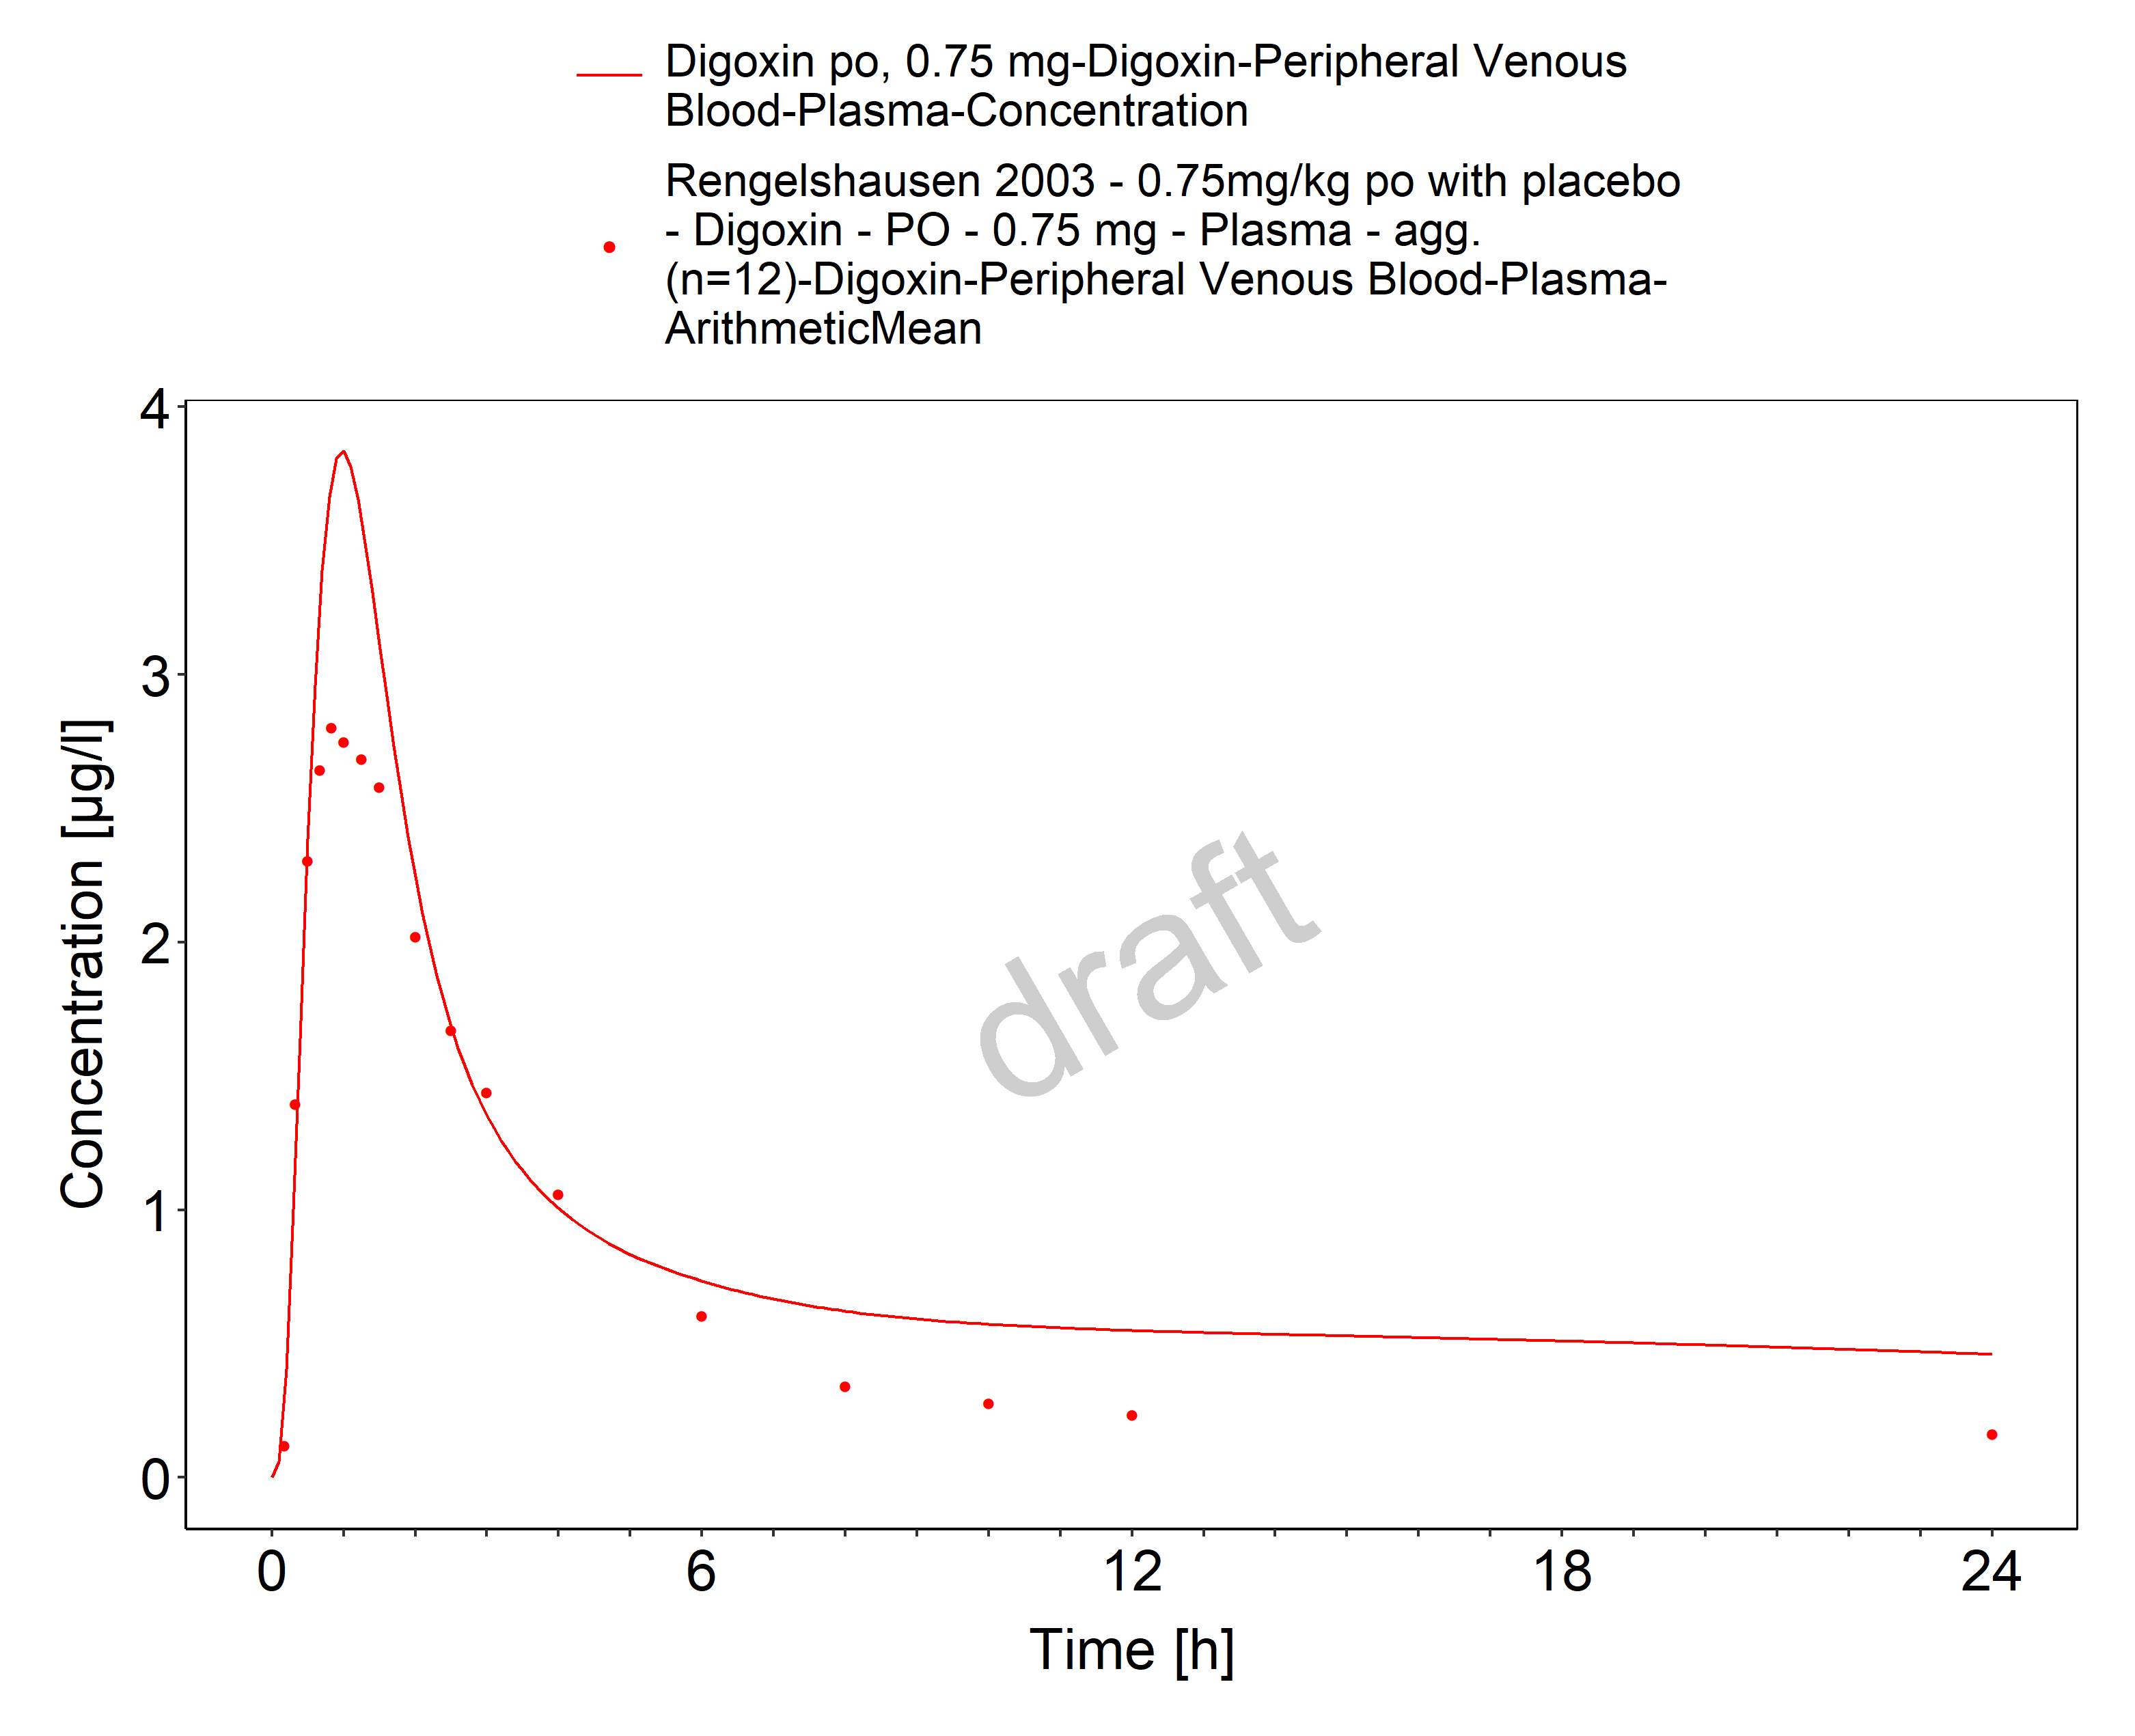 Digoxin po, 0.75 mg-Digoxin-Peripheral Venous
Blood-Plasma-Concentration
Rengelshausen 2003 - 0.75mg/kg po with placebo
- Digoxin - PO - 0.75 mg - Plasma - agg.
(n=12)-Digoxin-Peripheral Venous Blood-Plasma-
ArithmeticMean
4
3
2
1
0
Concentration [µg/l]
draft
0 6 12 18 24
Time [h]